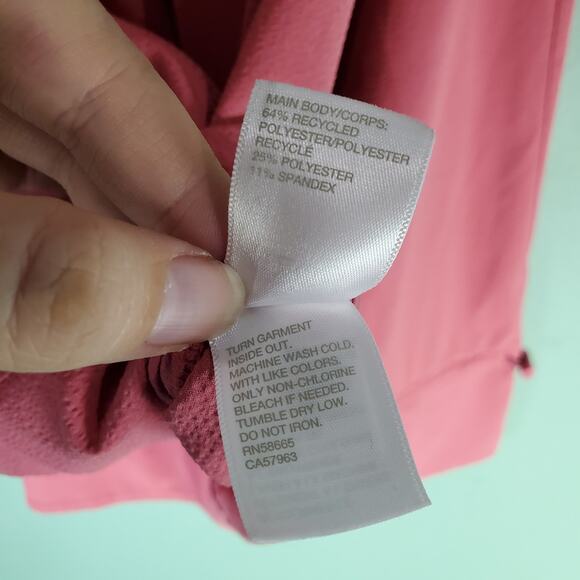 MAIN BODY/CORPS:
64% RECYCLED
POLYESTER/POLYESTER
RECYCLÉ
25% POLYESTER
11% SPANDEX
TURN GARMENT
INSIDE OUT.
MACHINE WASH COLD.
WITH LIKE COLORS.
ONLY NON-CHLORINE
BLEACH IF NEEDED.
TUMBLE DRY LOW.
DO NOT IRON.
RN58665
CA57963